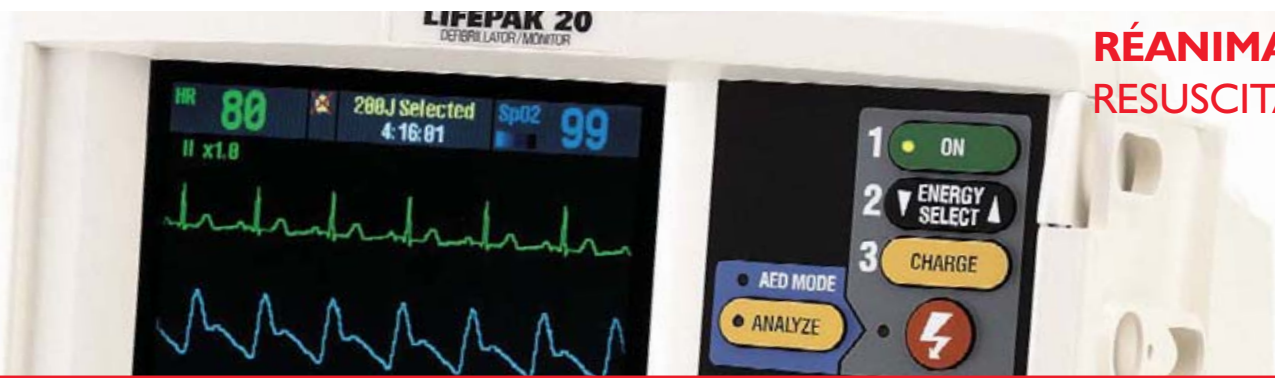 LIFEPAK 20
DEFIBRILLATOR/MONITOR
RÉANIMA
RESUSCITA
HR 80
200J Selected
4:16:01
SpO2 99
II x1.0
1 ON
2 ENERGY
SELECT
3 CHARGE
AED MODE
ANALYZE